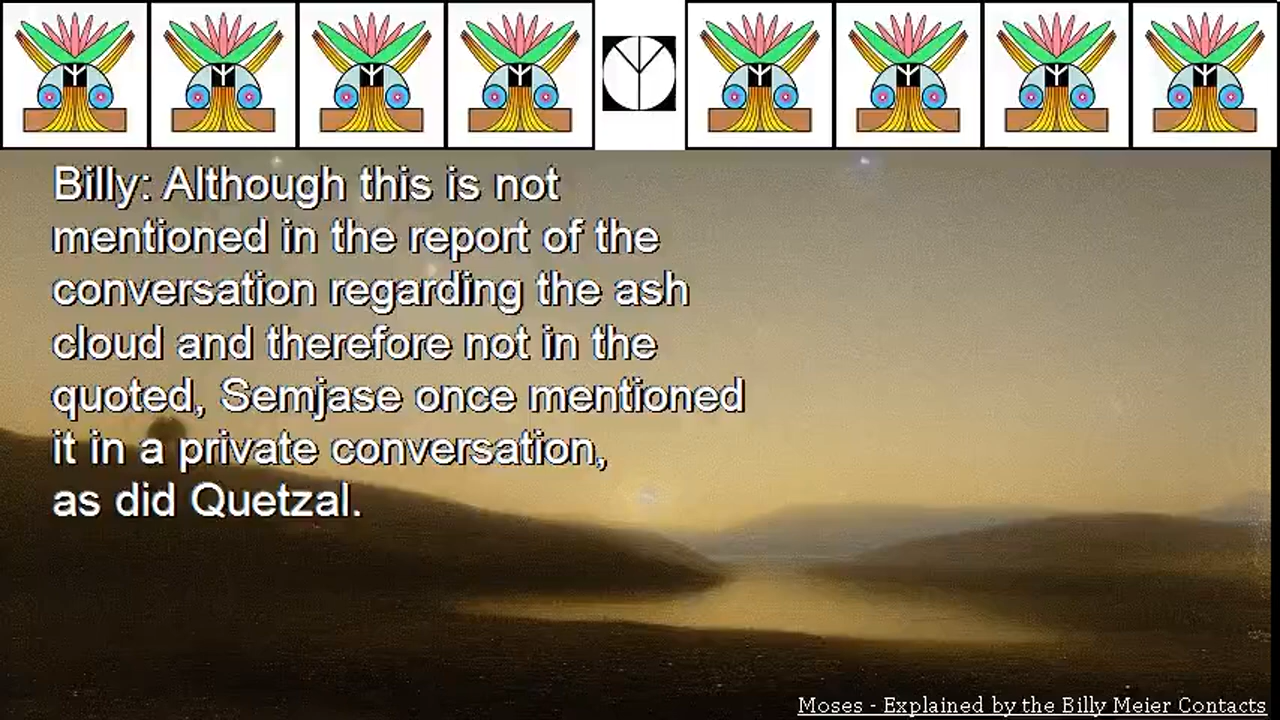 Billy: Although this is not
mentioned in the report of the
conversation regarding the ash
cloud and therefore not in the
quoted, Semjase once mentioned
it in a private conversation,
as did Quetzal.
Moses - Explained by the Billy Meier Contacts